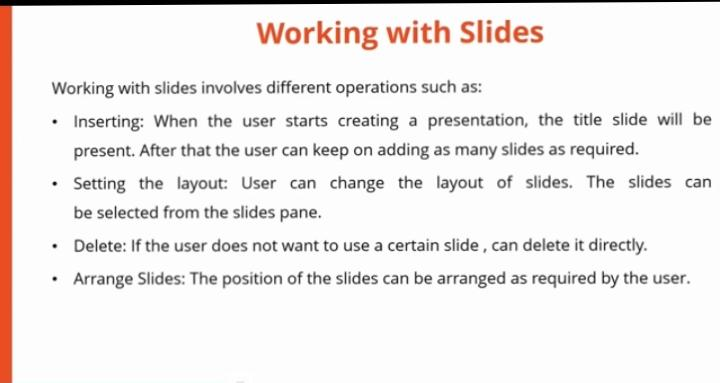 Working with Slides
Working with slides involves different operations such as:
• Inserting: When the user starts creating a presentation, the title slide will be
present. After that the user can keep on adding as many slides as required.
• Setting the layout: User can change the layout of slides. The slides can
be selected from the slides pane.
• Delete: If the user does not want to use a certain slide , can delete it directly.
• Arrange Slides: The position of the slides can be arranged as required by the user.